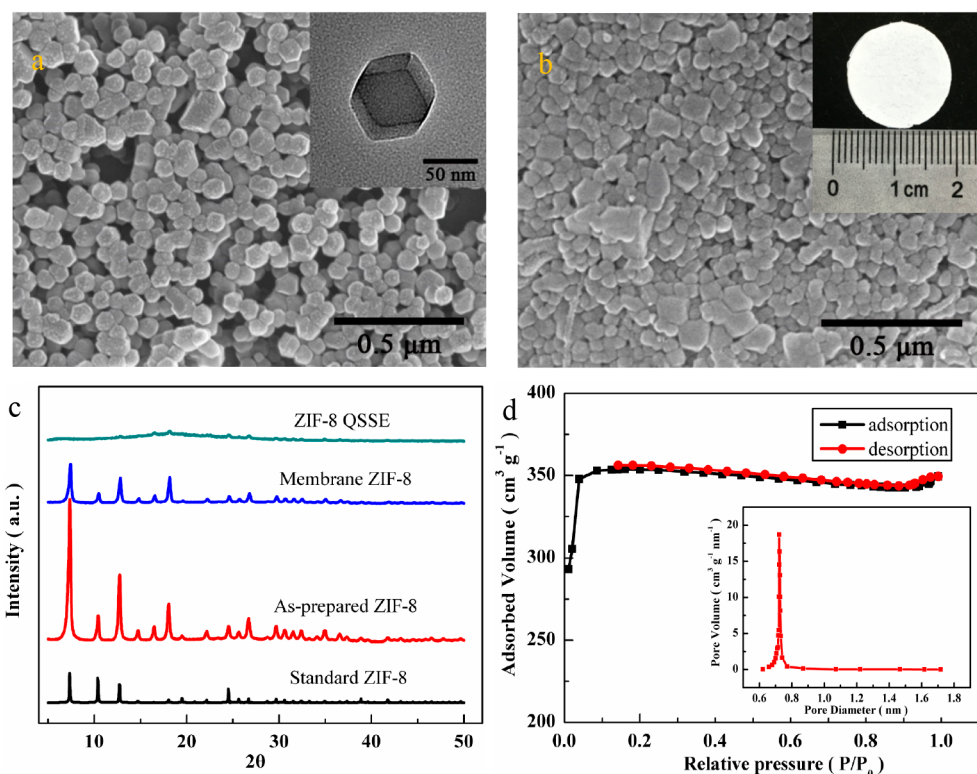 a
50 nm
0.5 μm
b
0 1 cm 2
0.5 μm
c
ZIF-8 QSSE
Membrane ZIF-8
As-prepared ZIF-8
Standard ZIF-8
Intensity ( a.u. )
10 20 30 40 50
2θ
d
adsorption
desorption
Adsorbed Volume ( cm³ g⁻¹ )
400
350
300
250
200
0.0 0.2 0.4 0.6 0.8 1.0
Relative pressure ( P/P₀ )
Pore Volume ( cm³ g⁻¹ nm⁻¹ )
20
15
10
5
0
0.6 0.8 1.0 1.2 1.4 1.6 1.8
Pore Diameter ( nm )